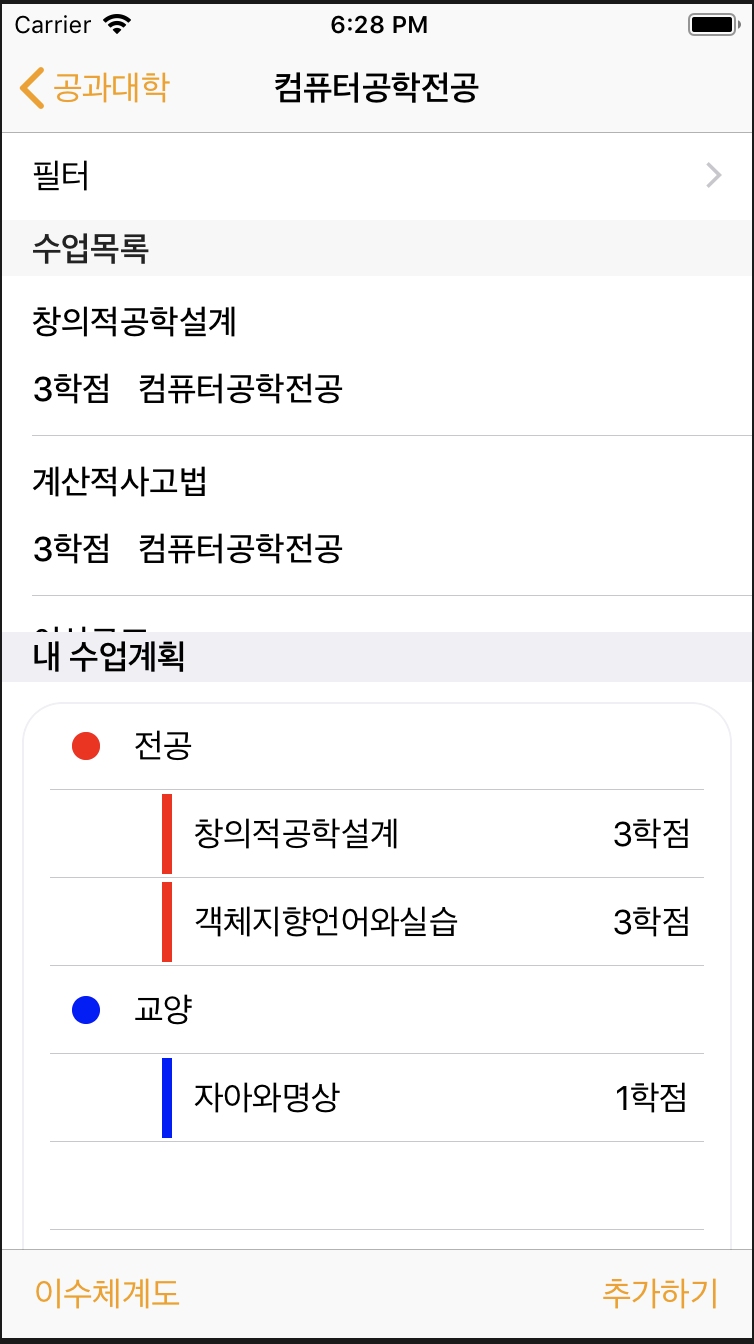 Carrier 6:28 PM
공과대학 컴퓨터공학전공
필터
수업목록
창의적공학설계
3학점 컴퓨터공학전공
계산적사고법
3학점 컴퓨터공학전공
내 수업계획
전공
창의적공학설계 3학점
객체지향언어와실습 3학점
교양
자아와명상 1학점
이수체계도 추가하기